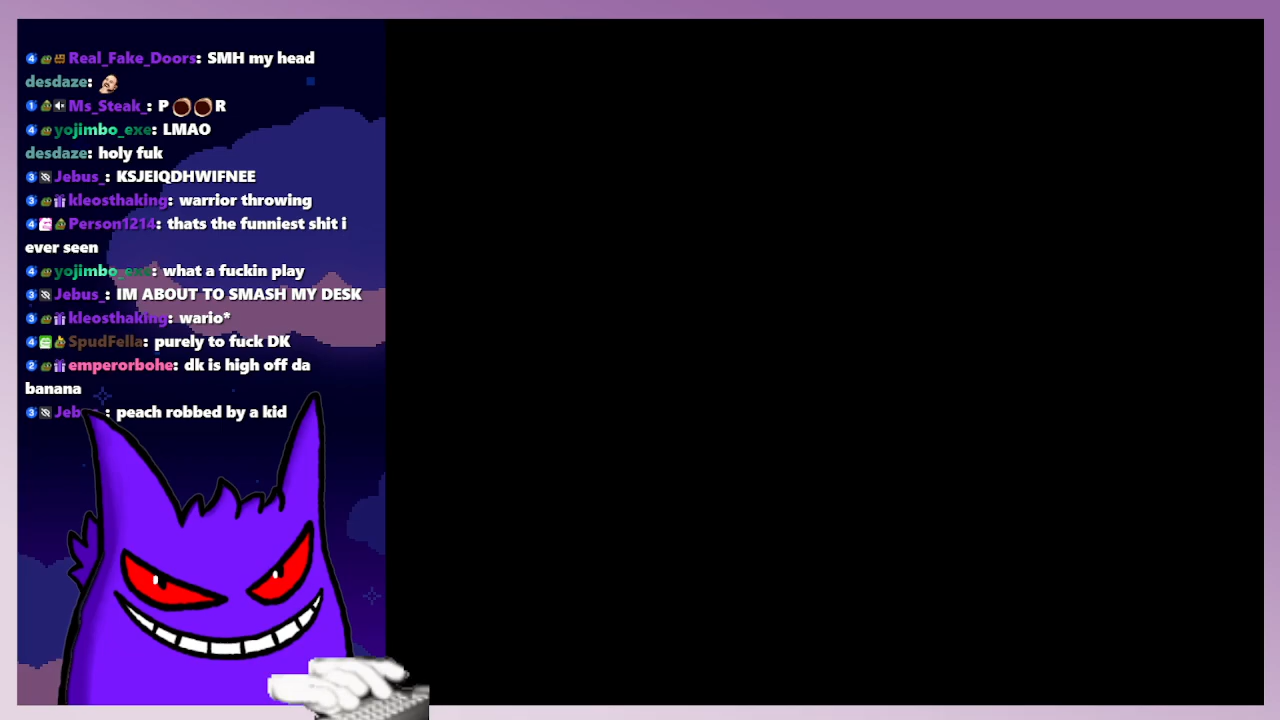 Real_Fake_Doors: SMH my head
desdaze:
Ms_Steak_: P R
yojimbo_exe: LMAO
desdaze: holy fuk
Jebus_: KSJEIQDHWIFNEE
kleosthaking: warrior throwing
Person1214: thats the funniest shit i
ever seen
yojimbo_exe: what a fuckin play
Jebus_: IM ABOUT TO SMASH MY DESK
kleosthaking: wario*
SpudFella: purely to fuck DK
emperorbohe: dk is high off da
banana
Jebus_: peach robbed by a kid